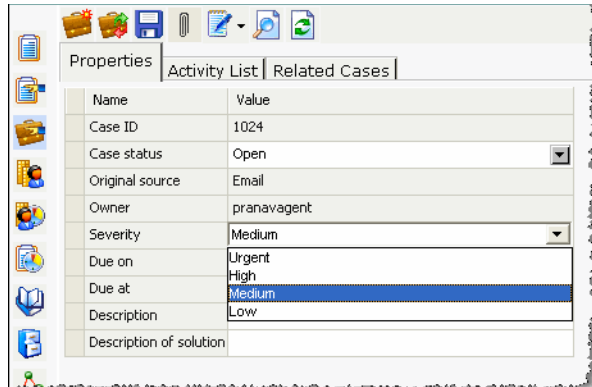 Properties Activity List Related Cases
Name Value
Case ID 1024
Case status Open
Original source Email
Owner pranavagent
Severity Medium
Due on Urgent
High
Due at Medium
Description Low
Description of solution